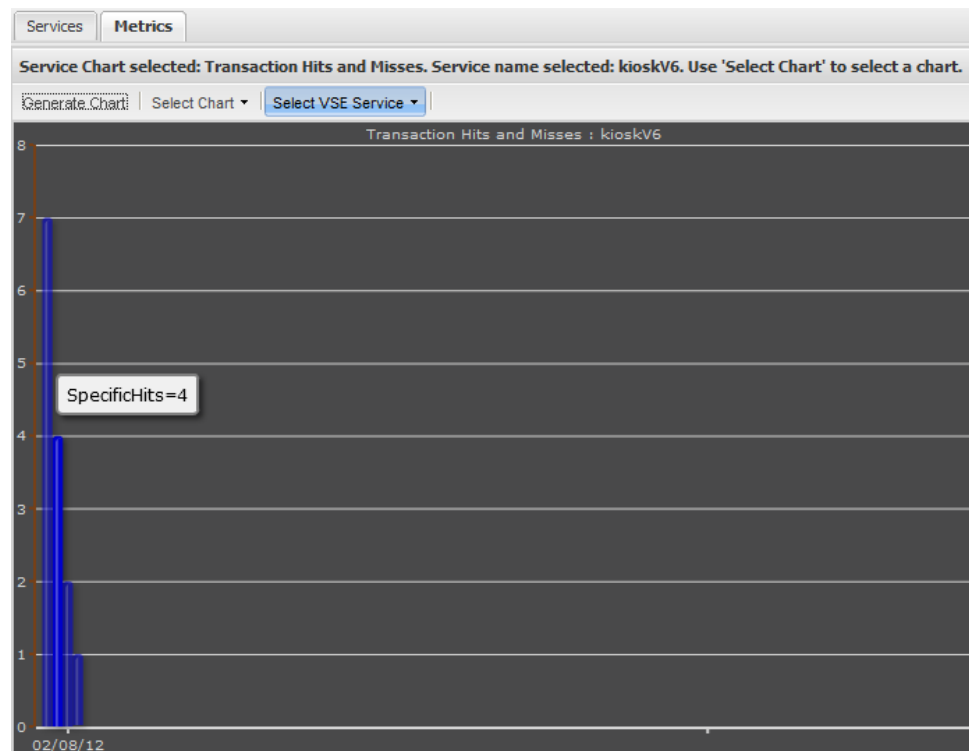 Services Metrics
Service Chart selected: Transaction Hits and Misses. Service name selected: kioskV6. Use 'Select Chart' to select a chart.
Generate Chart Select Chart Select VSE Service
Transaction Hits and Misses : kioskV6
8
7
6
5
SpecificHits=4
4
3
2
1
0
02/08/12